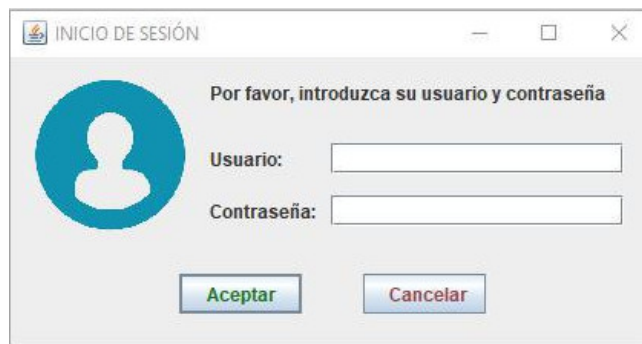 INICIO DE SESIÓN
Por favor, introduzca su usuario y contraseña
Usuario:
Contraseña:
Aceptar Cancelar